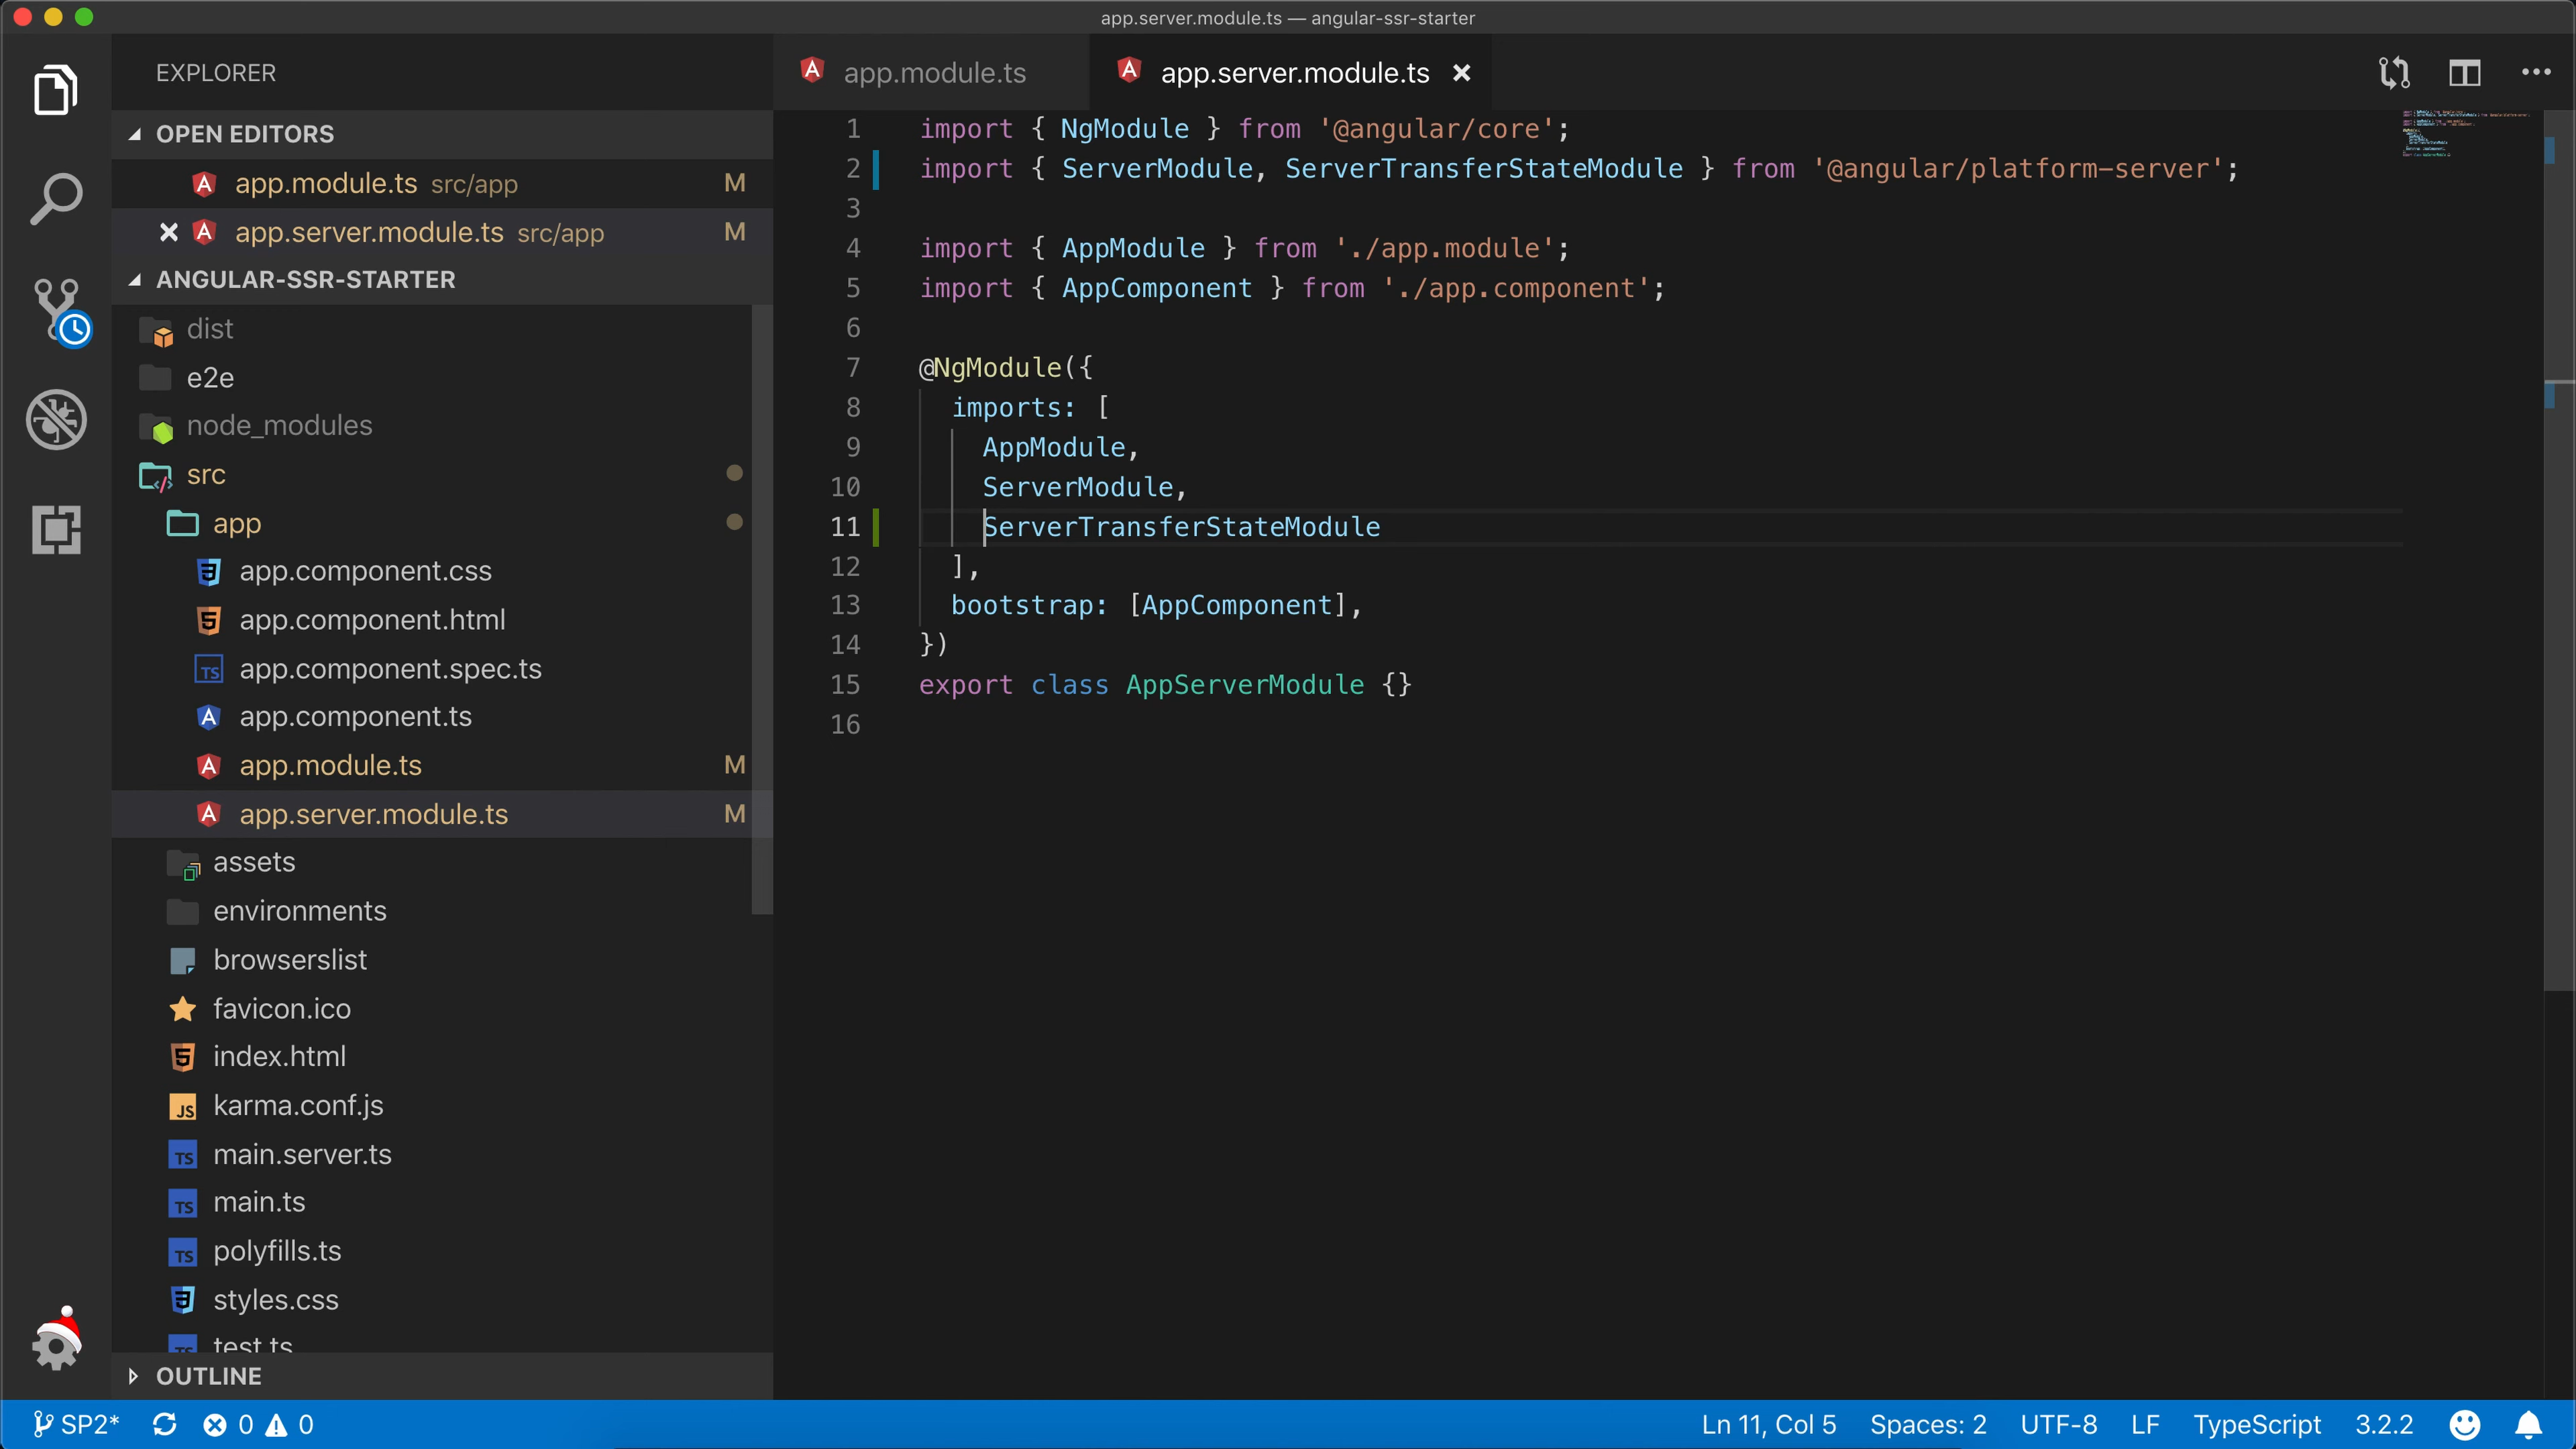 app.server.module.ts — angular-ssr-starter
EXPLORER
OPEN EDITORS
app.module.ts src/app M
app.server.module.ts src/app M
ANGULAR-SSR-STARTER
dist
e2e
node_modules
src
app
app.component.css
app.component.html
app.component.spec.ts
app.component.ts
app.module.ts M
app.server.module.ts M
assets
environments
browserslist
favicon.ico
index.html
karma.conf.js
main.server.ts
main.ts
polyfills.ts
styles.css
test.ts
OUTLINE
app.module.ts
app.server.module.ts
1 import { NgModule } from '@angular/core';
2 import { ServerModule, ServerTransferStateModule } from '@angular/platform-server';
3
4 import { AppModule } from './app.module';
5 import { AppComponent } from './app.component';
6
7 @NgModule({
8 imports: [
9 AppModule,
10 ServerModule,
11 ServerTransferStateModule
12 ],
13 bootstrap: [AppComponent],
14 })
15 export class AppServerModule {}
16
SP2* 0 0 Ln 11, Col 5 Spaces: 2 UTF-8 LF TypeScript 3.2.2